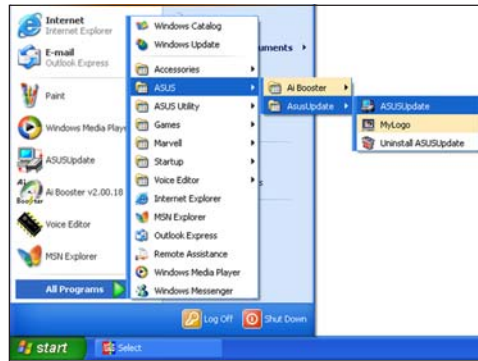 Internet
Internet Explorer
E-mail
Outlook Express
Paint
Windows Media Playe
ASUSUpdate
Ai Booster v2.00.18
Voice Editor
MSN Explorer
All Programs
Windows Catalog
Windows Update
Accessories
ASUS
ASUS Utility
Games
Marvell
Startup
Voice Editor
Internet Explorer
MSN Explorer
Outlook Express
Remote Assistance
Windows Media Player
Windows Messenger
uments
s
Ai Booster
AsusUpdate
ASUSUpdate
MyLogo
Uninstall ASUSUpdate
Log Off
Shut Down
start
Select